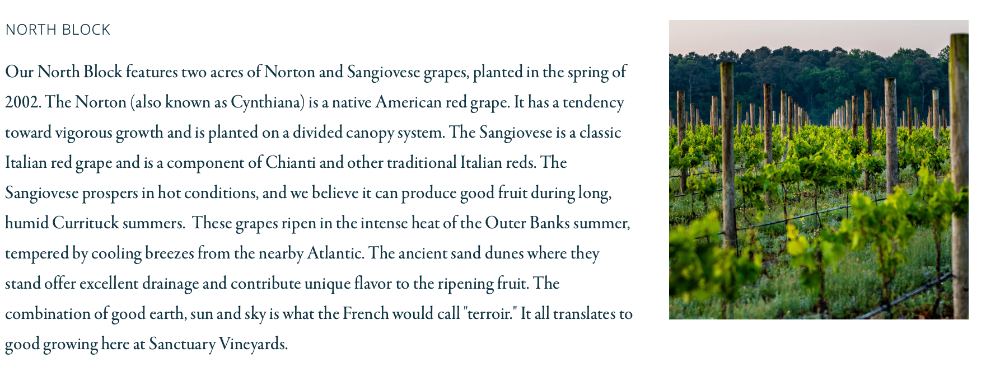 NORTH BLOCK
Our North Block features two acres of Norton and Sangiovese grapes, planted in the spring of
2002. The Norton (also known as Cynthiana) is a native American red grape. It has a tendency
toward vigorous growth and is planted on a divided canopy system. The Sangiovese is a classic
Italian red grape and is a component of Chianti and other traditional Italian reds. The
Sangiovese prospers in hot conditions, and we believe it can produce good fruit during long,
humid Currituck summers.  These grapes ripen in the intense heat of the Outer Banks summer,
tempered by cooling breezes from the nearby Atlantic. The ancient sand dunes where they
stand offer excellent drainage and contribute unique flavor to the ripening fruit. The
combination of good earth, sun and sky is what the French would call "terroir." It all translates to
good growing here at Sanctuary Vineyards.